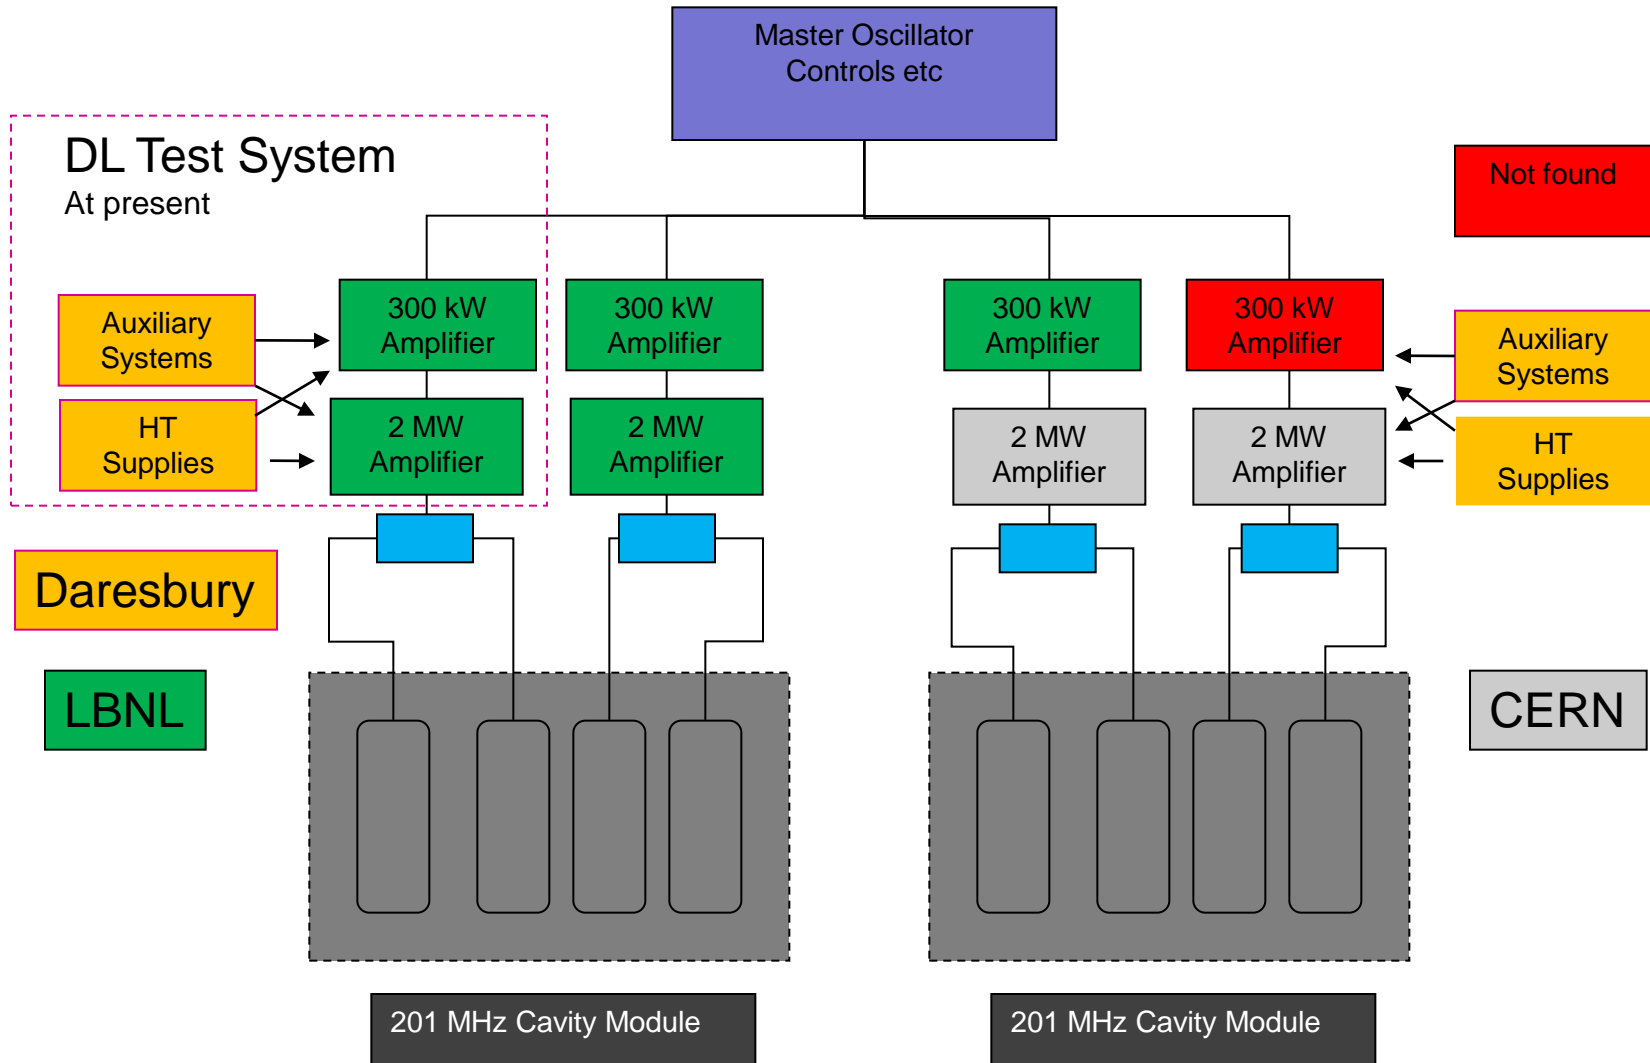 Master Oscillator
Controls etc
DL Test System
At present
Not found
Auxiliary
Systems
300 kW
Amplifier
300 kW
Amplifier
300 kW
Amplifier
300 kW
Amplifier
Auxiliary
Systems
HT
Supplies
2 MW
Amplifier
2 MW
Amplifier
2 MW
Amplifier
2 MW
Amplifier
HT
Supplies
Daresbury
LBNL
CERN
201 MHz Cavity Module
201 MHz Cavity Module